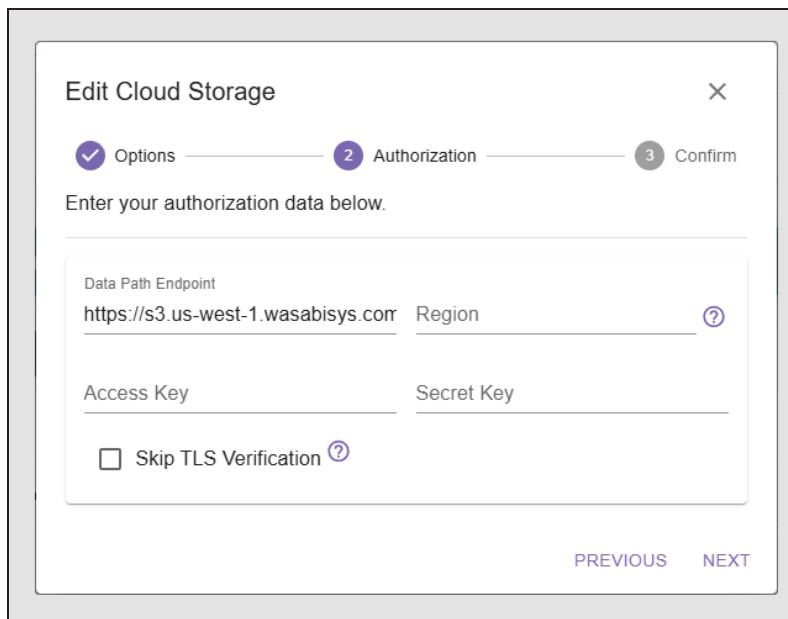 Edit Cloud Storage
Options 2 Authorization 3 Confirm
Enter your authorization data below.
Data Path Endpoint
https://s3.us-west-1.wasabisys.com Region ?
Access Key Secret Key
Skip TLS Verification ?
PREVIOUS NEXT